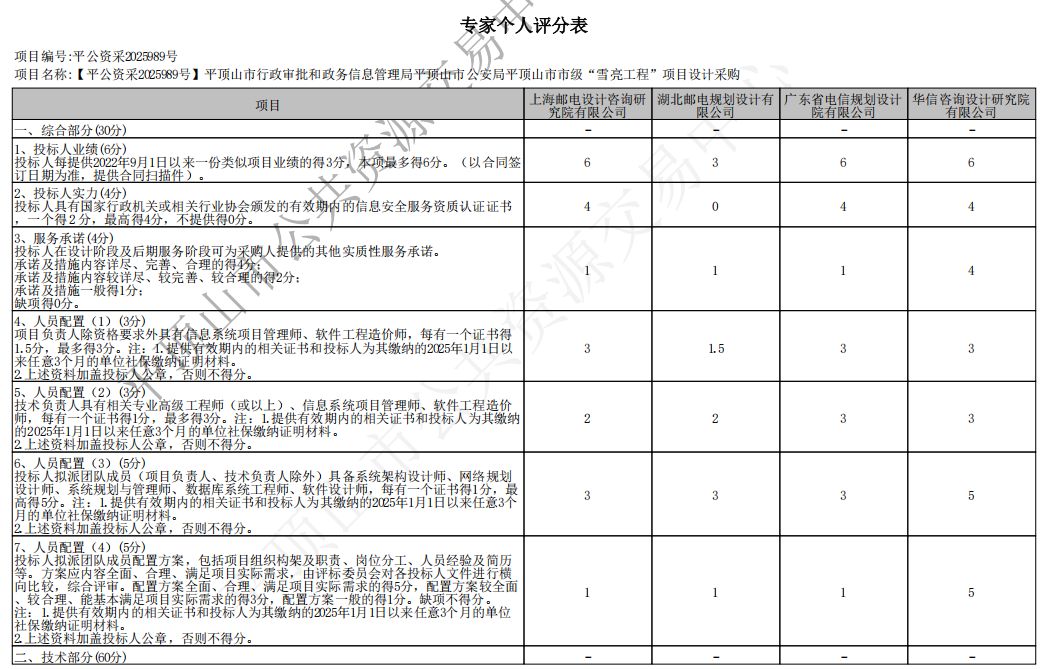 专家个人评分表
项目编号:平公资采2025989号
项目名称:【平公资采2025989号】平顶山市行政审批和政务信息管理局平顶山市公安局平顶山市市级“雪亮工程”项目设计采购
项目 上海邮电设计咨询研究院有限公司 湖北邮电规划设计有限公司 广东省电信规划设计院有限公司 华信咨询设计研究院有限公司
一、综合部分(30分) － － － －
1、投标人业绩(6分)
投标人每提供2022年9月1日以来一份类似项目业绩的得3分，本项最多得6分。（以合同签
订日期为准，提供合同扫描件）。
6 3 6 6
2、投标人实力(4分)
投标人具有国家行政机关或相关行业协会颁发的有效期内的信息安全服务资质认证证书
，一个得2 分，最高得4分，不提供得0分。
4 0 4 4
3、服务承诺(4分)
投标人在设计阶段及后期服务阶段可为采购人提供的其他实质性服务承诺。
承诺及措施内容详尽、完善、合理的得4分；
承诺及措施内容较详尽、较完善、较合理的得2分；
承诺及措施一般得1分；
缺项得0分。
1 1 1 4
4、人员配置（1）(3分)
项目负责人除资格要求外具有信息系统项目管理师、软件工程造价师，每有一个证书得
1.5分，最多得3分。注：1.提供有效期内的相关证书和投标人为其缴纳的2025年1月1日以
来任意3个月的单位社保缴纳证明材料。
2.上述资料加盖投标人公章，否则不得分。
3 1.5 3 3
5、人员配置（2）(3分)
技术负责人具有相关专业高级工程师（或以上）、信息系统项目管理师、软件工程造价
师，每有一个证书得1分，最多得3分。注：1.提供有效期内的相关证书和投标人为其缴纳
的2025年1月1日以来任意3个月的单位社保缴纳证明材料。
2.上述资料加盖投标人公章，否则不得分。
2 2 3 3
6、人员配置（3）(5分)
投标人拟派团队成员（项目负责人、技术负责人除外）具备系统架构设计师、网络规划
设计师、系统规划与管理师、数据库系统工程师、软件设计师，每有一个证书得1分，最
高得5分。注：1.提供有效期内的相关证书和投标人为其缴纳的2025年1月1日以来任意3个
月的单位社保缴纳证明材料。
2.上述资料加盖投标人公章，否则不得分。
3 3 3 5
7、人员配置（4）(5分)
投标人拟派团队成员配置方案，包括项目组织构架及职责、岗位分工、人员经验及简历
等。方案应内容全面、合理、满足项目实际需求，由评标委员会对各投标人文件进行横
向比较，综合评审。配置方案全面、合理、满足项目实际需求的得5分，配置方案较全面
、较合理、能基本满足项目实际需求的得3分，配置方案一般的得1分。缺项不得分。
注：1.提供有效期内的相关证书和投标人为其缴纳的2025年1月1日以来任意3个月的单位
社保缴纳证明材料。
2.上述资料加盖投标人公章，否则不得分。
1 1 1 5
二、技术部分(60分) － － － －
平顶山市公共资源交易中
顶山市公共资源交易中心